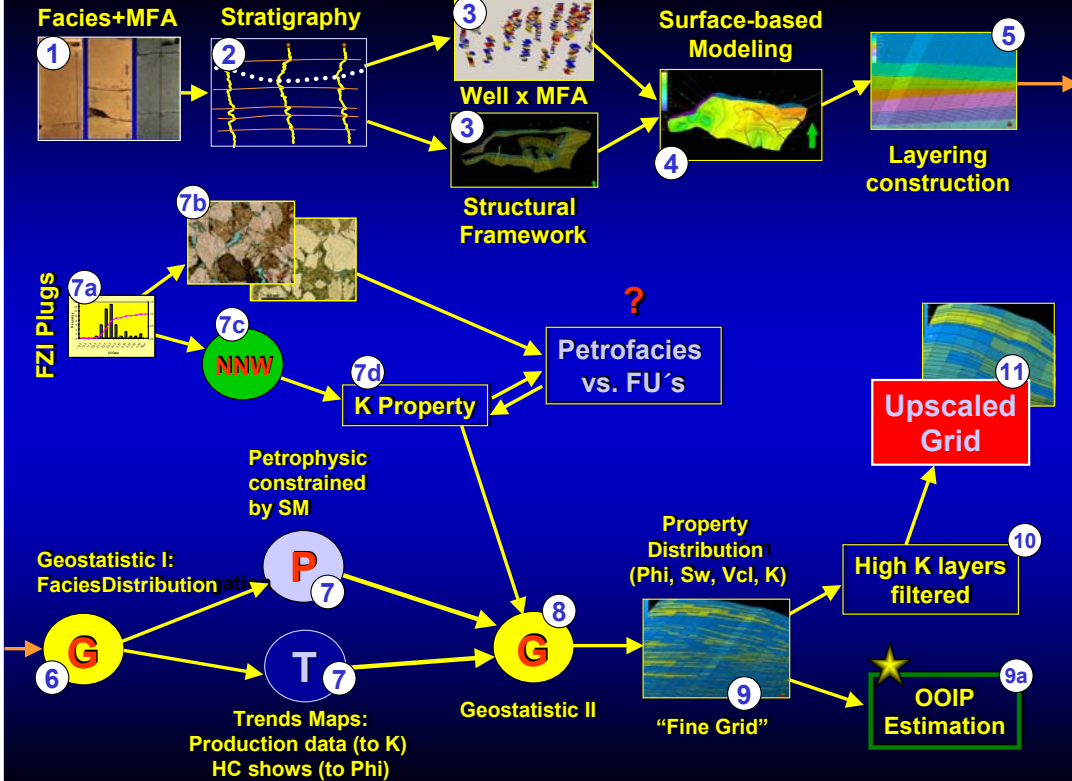 Facies+MFA
1
Stratigraphy
2
3
Well x MFA
3
Structural
Framework
Surface-based
Modeling
4
5
Layering
construction
FZI Plugs
7a
7b
7c
NNW
7d
K Property
?
Petrofacies
vs. FU´s
11
Upscaled
Grid
Petrophysic
constrained
by SM
Geostatistic I:
FaciesDistribution
G
6
P
7
T
7
Trends Maps:
Production data (to K)
HC shows (to Phi)
8
G
Geostatistic II
Property
Distribution
(Phi, Sw, Vcl, K)
9
“Fine Grid”
10
High K layers
filtered
9a
OOIP
Estimation